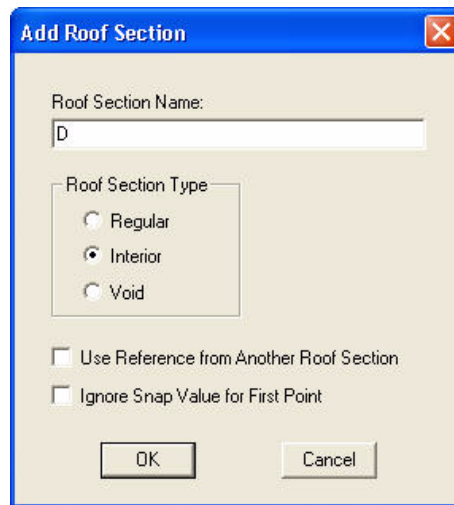 Add Roof Section
Roof Section Name:
D
Roof Section Type
Regular
Interior
Void
Use Reference from Another Roof Section
Ignore Snap Value for First Point
OK Cancel